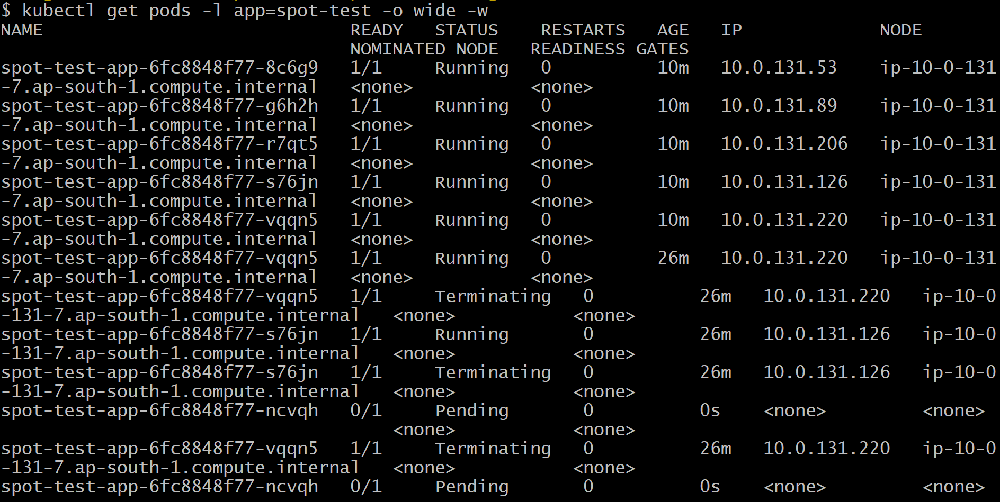 $ kubectl get pods -l app=spot-test -o wide -w
NAME                             READY   STATUS    RESTARTS   AGE   IP             NODE
                                 NOMINATED NODE   READINESS GATES
spot-test-app-6fc8848f77-8c6g9   1/1     Running   0          10m   10.0.131.53    ip-10-0-131
-7.ap-south-1.compute.internal   <none>           <none>
spot-test-app-6fc8848f77-g6h2h   1/1     Running   0          10m   10.0.131.89    ip-10-0-131
-7.ap-south-1.compute.internal   <none>           <none>
spot-test-app-6fc8848f77-r7qt5   1/1     Running   0          10m   10.0.131.206   ip-10-0-131
-7.ap-south-1.compute.internal   <none>           <none>
spot-test-app-6fc8848f77-s76jn   1/1     Running   0          10m   10.0.131.126   ip-10-0-131
-7.ap-south-1.compute.internal   <none>           <none>
spot-test-app-6fc8848f77-vqqn5   1/1     Running   0          10m   10.0.131.220   ip-10-0-131
-7.ap-south-1.compute.internal   <none>           <none>
spot-test-app-6fc8848f77-vqqn5   1/1     Running   0          26m   10.0.131.220   ip-10-0-131
-7.ap-south-1.compute.internal   <none>           <none>
spot-test-app-6fc8848f77-vqqn5   1/1     Terminating   0          26m   10.0.131.220   ip-10-0
-131-7.ap-south-1.compute.internal   <none>           <none>
spot-test-app-6fc8848f77-s76jn   1/1     Running       0          26m   10.0.131.126   ip-10-0
-131-7.ap-south-1.compute.internal   <none>           <none>
spot-test-app-6fc8848f77-s76jn   1/1     Terminating   0          26m   10.0.131.126   ip-10-0
-131-7.ap-south-1.compute.internal   <none>           <none>
spot-test-app-6fc8848f77-ncvqh   0/1     Pending       0          0s    <none>         <none>
                                     <none>           <none>
spot-test-app-6fc8848f77-vqqn5   1/1     Terminating   0          26m   10.0.131.220   ip-10-0
-131-7.ap-south-1.compute.internal   <none>           <none>
spot-test-app-6fc8848f77-ncvqh   0/1     Pending       0          0s    <none>         <none>